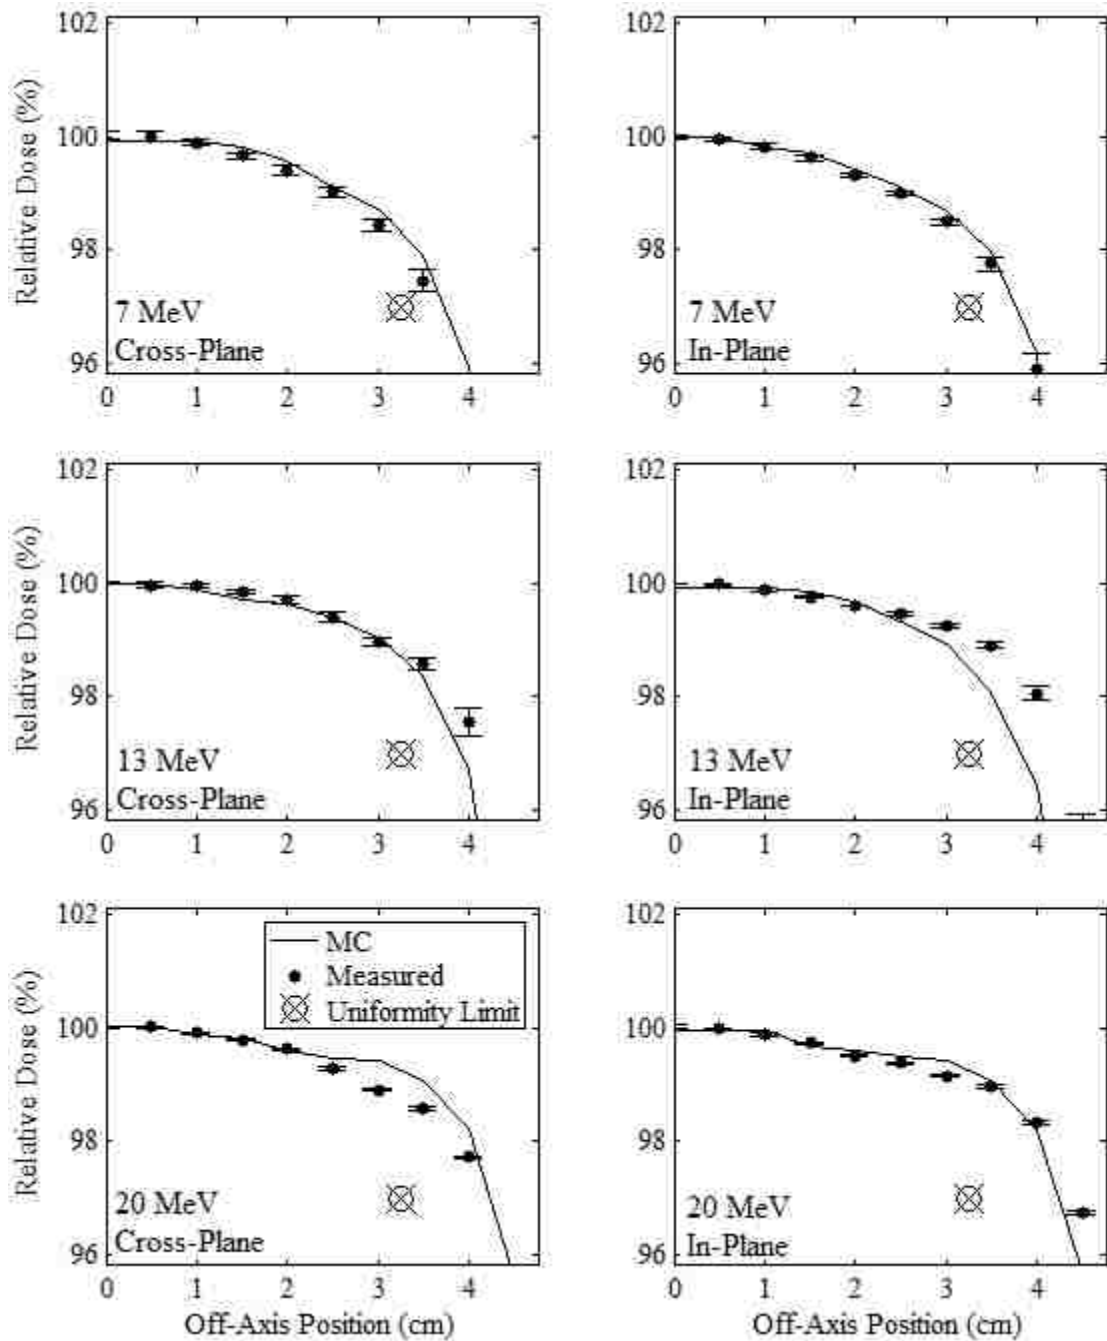 102
100
98
96
Relative Dose (%)
7 MeV
Cross-Plane
0 1 2 3 4
102
100
98
96
7 MeV
In-Plane
0 1 2 3 4
102
100
98
96
Relative Dose (%)
13 MeV
Cross-Plane
0 1 2 3 4
102
100
98
96
13 MeV
In-Plane
0 1 2 3 4
102
100
98
96
Relative Dose (%)
MC
Measured
Uniformity Limit
20 MeV
Cross-Plane
0 1 2 3 4
Off-Axis Position (cm)
102
100
98
96
20 MeV
In-Plane
0 1 2 3 4
Off-Axis Position (cm)